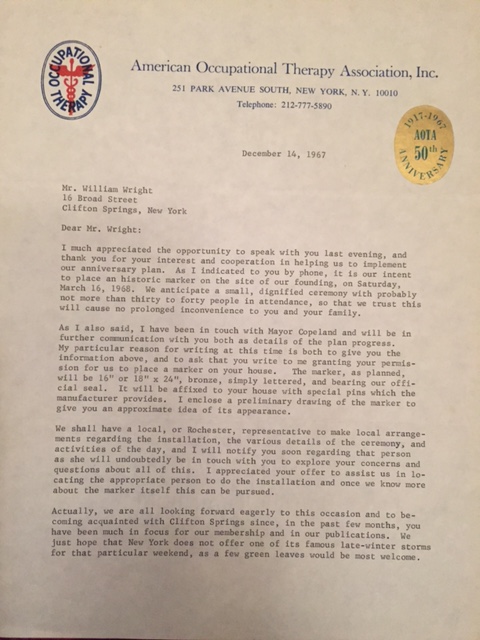 OCCUPATIONAL
THERAPY
American Occupational Therapy Association, Inc.
251 PARK AVENUE SOUTH, NEW YORK, N. Y. 10010
Telephone: 212-777-5890
1917-1967
AOTA
50th
ANNIVERSARY
December 14, 1967
Mr. William Wright
16 Broad Street
Clifton Springs, New York
Dear Mr. Wright:
I much appreciated the opportunity to speak with you last evening, and
thank you for your interest and cooperation in helping us to implement
our anniversary plan. As I indicated to you by phone, it is our intent
to place an historic marker on the site of our founding, on Saturday,
March 16, 1968. We anticipate a small, dignified ceremony with probably
not more than thirty to forty people in attendance, so that we trust this
will cause no prolonged inconvenience to you and your family.
As I also said, I have been in touch with Mayor Copeland and will be in
further communication with you both as details of the plan progress.
My particular reason for writing at this time is both to give you the
information above, and to ask that you write to me granting your permis-
sion for us to place a marker on your house. The marker, as planned,
will be 16" or 18" x 24", bronze, simply lettered, and bearing our offi-
cial seal. It will be affixed to your house with special pins which the
manufacturer provides. I enclose a preliminary drawing of the marker to
give you an approximate idea of its appearance.
We shall have a local, or Rochester, representative to make local arrange-
ments regarding the installation, the various details of the ceremony, and
activities of the day, and I will notify you soon regarding that person
as she will undoubtedly be in touch with you to explore your concerns and
questions about all of this. I appreciated your offer to assist us in lo-
cating the appropriate person to do the installation and once we know more
about the marker itself this can be pursued.
Actually, we are all looking forward eagerly to this occasion and to be-
coming acquainted with Clifton Springs since, in the past few months, you
have been much in focus for our membership and in our publications. We
just hope that New York does not offer one of its famous late-winter storms
for that particular weekend, as a few green leaves would be most welcome.